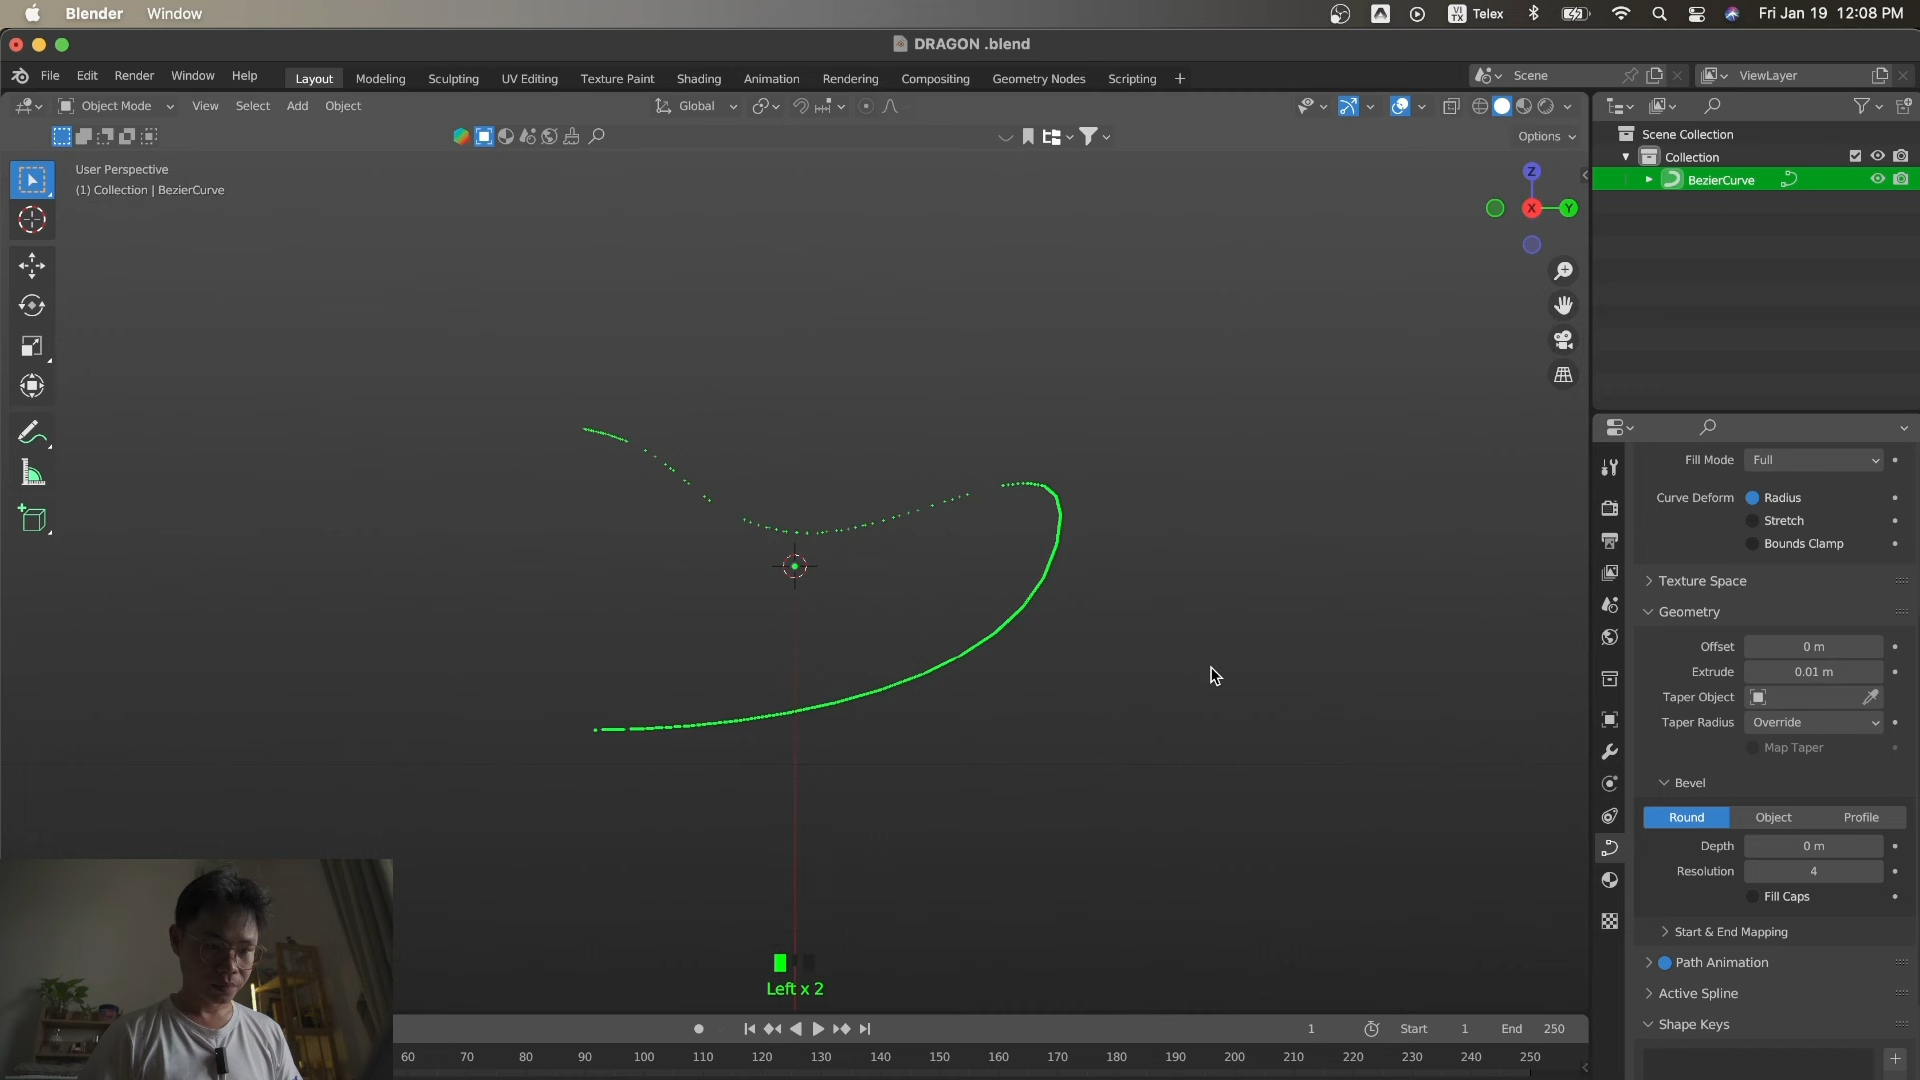 Blender Window
VI TX Telex Fri Jan 19 12:08 PM
DRAGON .blend
File Edit Render Window Help Layout Modeling Sculpting UV Editing Texture Paint Shading Animation Rendering Compositing Geometry Nodes Scripting + Scene ViewLayer
Object Mode View Select Add Object Global
Options
User Perspective
(1) Collection | BezierCurve
Z
X
Y
Scene Collection
Collection
BezierCurve
Fill Mode Full
Curve Deform Radius
Stretch
Bounds Clamp
Texture Space
Geometry
Offset 0 m
Extrude 0.01 m
Taper Object
Taper Radius Override
Map Taper
Bevel
Round Object Profile
Depth 0 m
Resolution 4
Fill Caps
Start & End Mapping
Path Animation
Active Spline
Shape Keys
Left x 2
1 Start 1 End 250
60 70 80 90 100 110 120 130 140 150 160 170 180 190 200 210 220 230 240 250